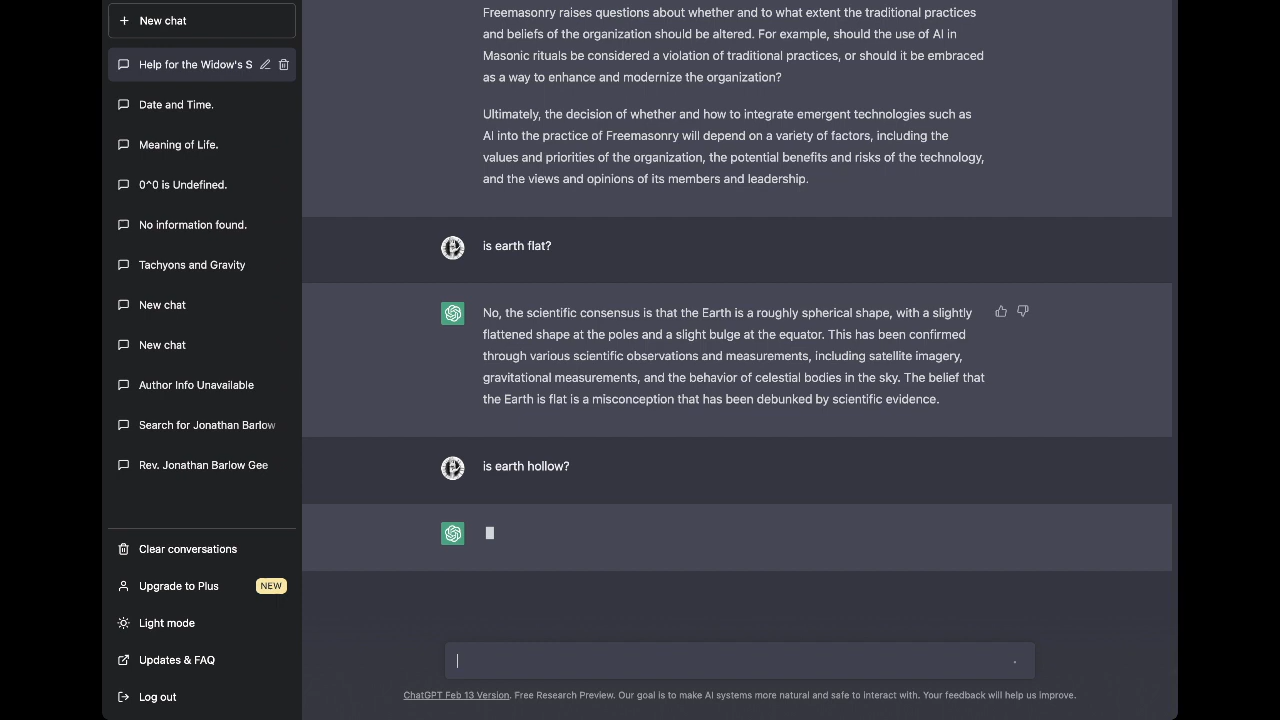 New chat
Help for the Widow's S
Date and Time.
Meaning of Life.
0^0 is Undefined.
No information found.
Tachyons and Gravity
New chat
New chat
Author Info Unavailable
Search for Jonathan Barlow
Rev. Jonathan Barlow Gee
Clear conversations
Upgrade to Plus NEW
Light mode
Updates & FAQ
Log out
Freemasonry raises questions about whether and to what extent the traditional practices
and beliefs of the organization should be altered. For example, should the use of AI in
Masonic rituals be considered a violation of traditional practices, or should it be embraced
as a way to enhance and modernize the organization?
Ultimately, the decision of whether and how to integrate emergent technologies such as
AI into the practice of Freemasonry will depend on a variety of factors, including the
values and priorities of the organization, the potential benefits and risks of the technology,
and the views and opinions of its members and leadership.
is earth flat?
No, the scientific consensus is that the Earth is a roughly spherical shape, with a slightly
flattened shape at the poles and a slight bulge at the equator. This has been confirmed
through various scientific observations and measurements, including satellite imagery,
gravitational measurements, and the behavior of celestial bodies in the sky. The belief that
the Earth is flat is a misconception that has been debunked by scientific evidence.
is earth hollow?
ChatGPT Feb 13 Version. Free Research Preview. Our goal is to make AI systems more natural and safe to interact with. Your feedback will help us improve.